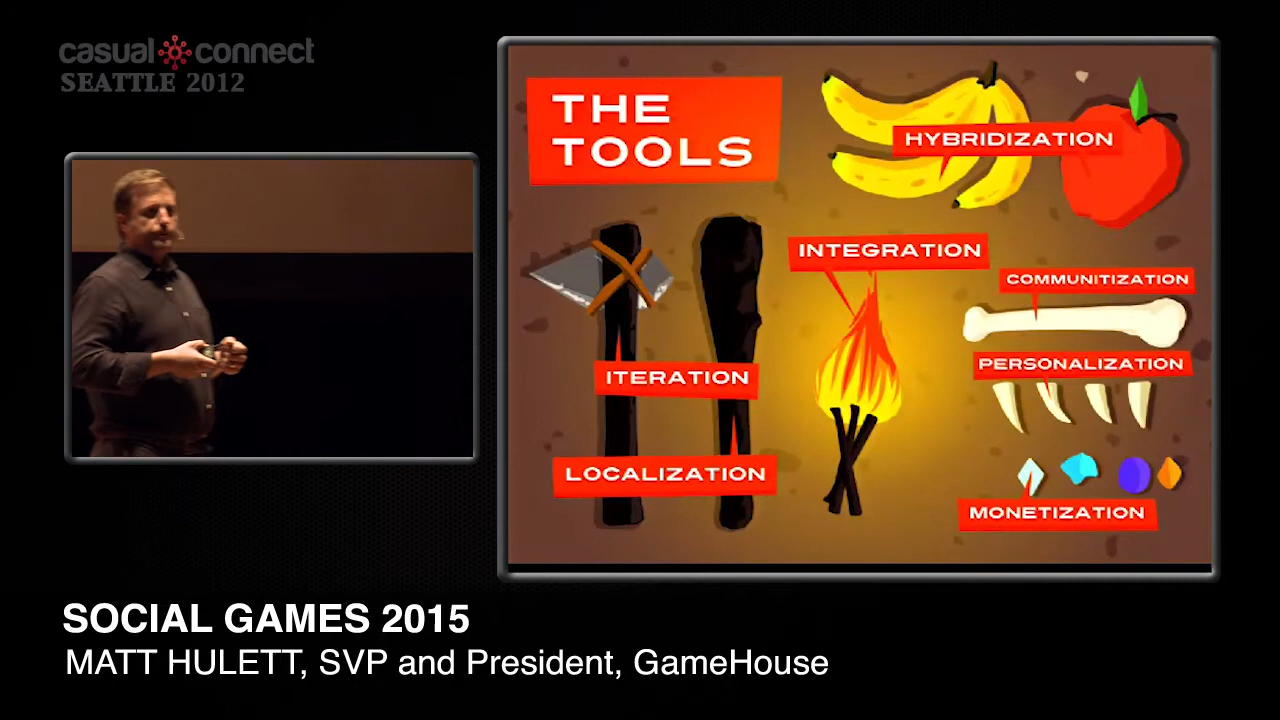 casual connect
SEATTLE 2012
THE
TOOLS
HYBRIDIZATION
INTEGRATION
COMMUNITIZATION
PERSONALIZATION
ITERATION
LOCALIZATION
MONETIZATION
SOCIAL GAMES 2015
MATT HULETT, SVP and President, GameHouse